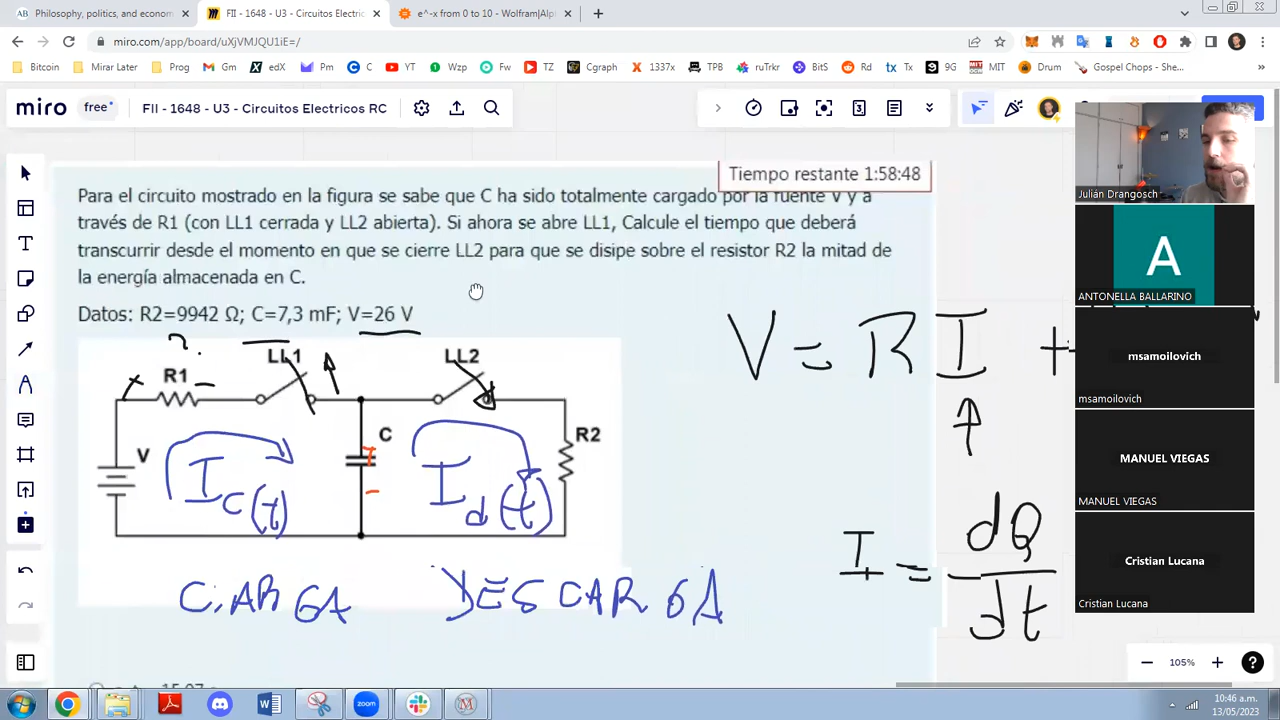 Philosophy, politics, and econom
FII - 1648 - U3 - Circuitos Electric
e^-x from 0 to 10 - Wolfram|Alp
miro.com/app/board/uXjVMJQU1iE=/
Bitcoin
Mirar Later
Prog
Gm
edX
Pm
C
YT
Wzp
Fw
TZ
Cgraph
1337x
TPB
ruTrkr
BitS
Rd
Tx
9G
MIT
Drum
Gospel Chops - She...
miro
free
FII - 1648 - U3 - Circuitos Electricos RC
Tiempo restante 1:58:48
Para el circuito mostrado en la figura se sabe que C ha sido totalmente cargado por la fuente V y a
través de R1 (con LL1 cerrada y LL2 abierta). Si ahora se abre LL1, Calcule el tiempo que deberá
transcurrir desde el momento en que se cierre LL2 para que se disipe sobre el resistor R2 la mitad de
la energía almacenada en C.
Datos: R2=9942 Ω; C=7,3 mF; V=26 V
?
R1
LL1
LL2
C
R2
V
I C(t)
I d(t)
CARGA
DESCARGA
V = R I +
I = - dQ
dt
Julián Drangosch
A
ANTONELLA BALLARINO
msamoilovich
msamoilovich
MANUEL VIEGAS
MANUEL VIEGAS
Cristian Lucana
Cristian Lucana
105%
10:46 a.m.
13/05/2023